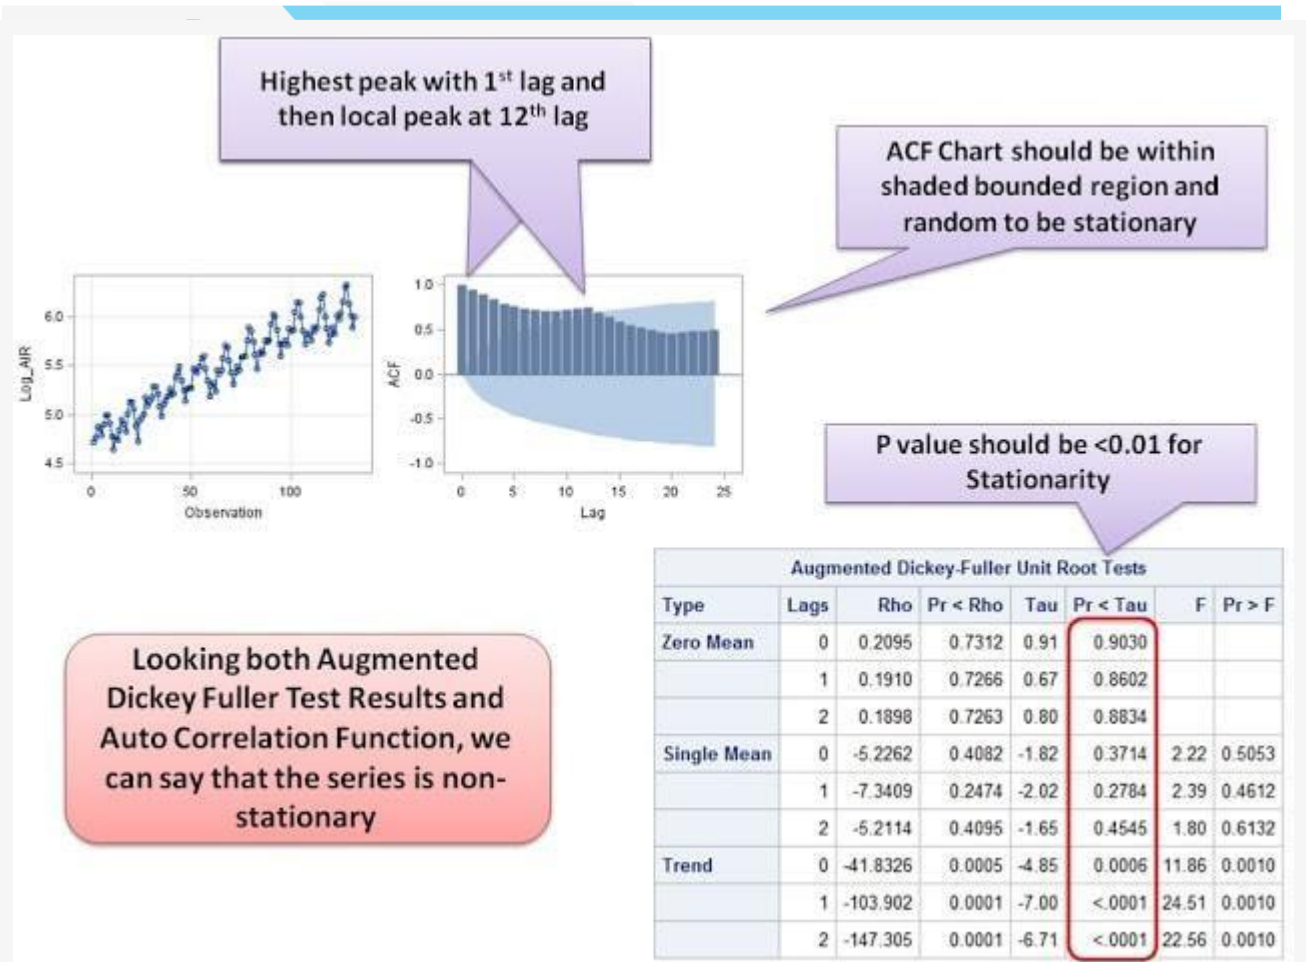 Highest peak with 1st lag and
then local peak at 12th lag
ACF Chart should be within
shaded bounded region and
random to be stationary
6.0
5.5
5.0
4.5
Log_AIR
0 50 100
Observation
1.0
0.5
0.0
-0.5
-1.0
ACF
0 5 10 15 20 25
Lag
P value should be <0.01 for
Stationarity
Looking both Augmented
Dickey Fuller Test Results and
Auto Correlation Function, we
can say that the series is non-
stationary
Augmented Dickey-Fuller Unit Root Tests
Type Lags Rho Pr < Rho Tau Pr < Tau F Pr > F
Zero Mean 0 0.2095 0.7312 0.91 0.9030
1 0.1910 0.7266 0.67 0.8602
2 0.1898 0.7263 0.80 0.8834
Single Mean 0 -5.2262 0.4082 -1.82 0.3714 2.22 0.5053
1 -7.3409 0.2474 -2.02 0.2784 2.39 0.4612
2 -5.2114 0.4095 -1.65 0.4545 1.80 0.6132
Trend 0 -41.8326 0.0005 -4.85 0.0006 11.86 0.0010
1 -103.902 0.0001 -7.00 <.0001 24.51 0.0010
2 -147.305 0.0001 -6.71 <.0001 22.56 0.0010